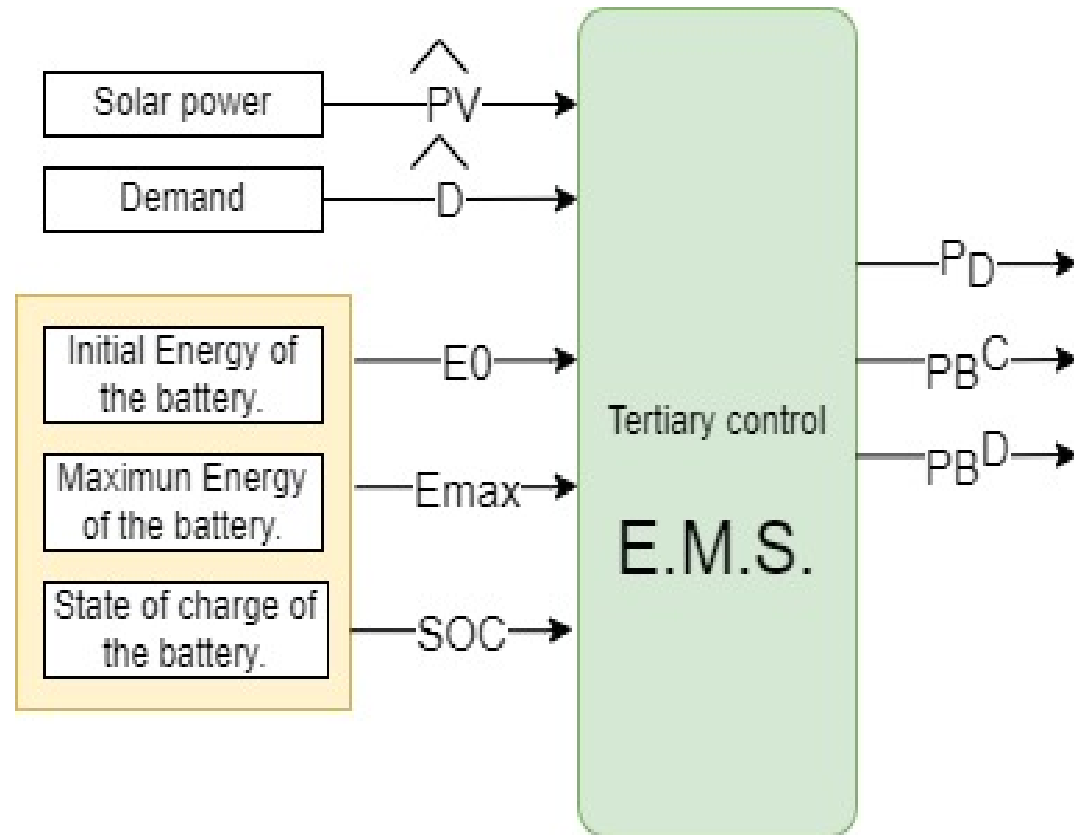 Solar power
P̂V̂
Demand
D̂
Initial Energy of
the battery.
E0
Maximun Energy
of the battery.
Emax
State of charge of
the battery.
SOC
Tertiary control
E.M.S.
PD
PBC
PBD